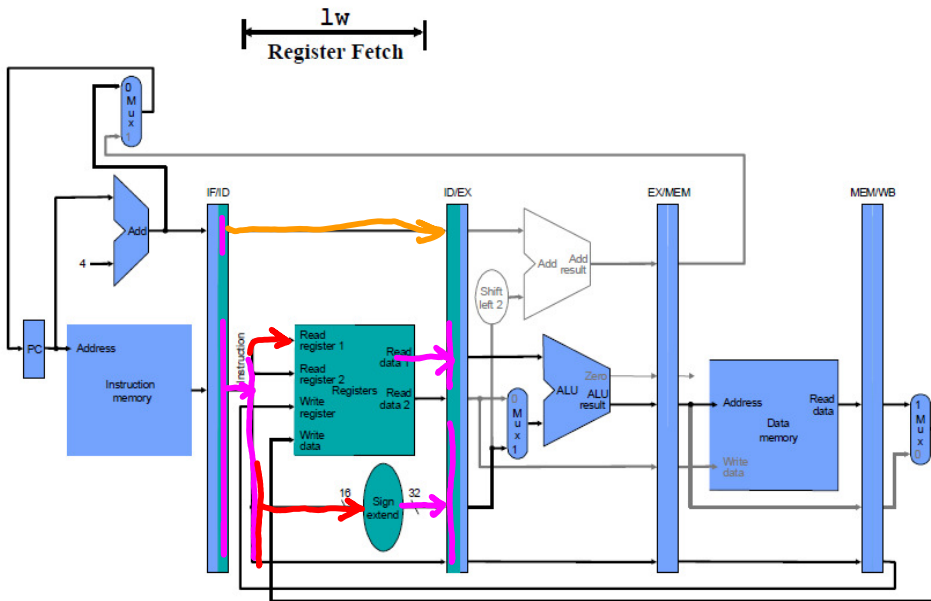 lw
Register Fetch
0
M
u
x
1
IF/ID
ID/EX
EX/MEM
MEM/WB
Add
4
Add
Add
result
Shift
left 2
PC
Address
Instruction
memory
Instruction
Read
register 1
Read
data 1
Read
register 2
Registers
Write
register
Read
data 2
Write
data
16
Sign
extend
32
0
M
u
x
1
Zero
ALU
ALU
result
Address
Read
data
Data
memory
Write
data
1
M
u
x
0